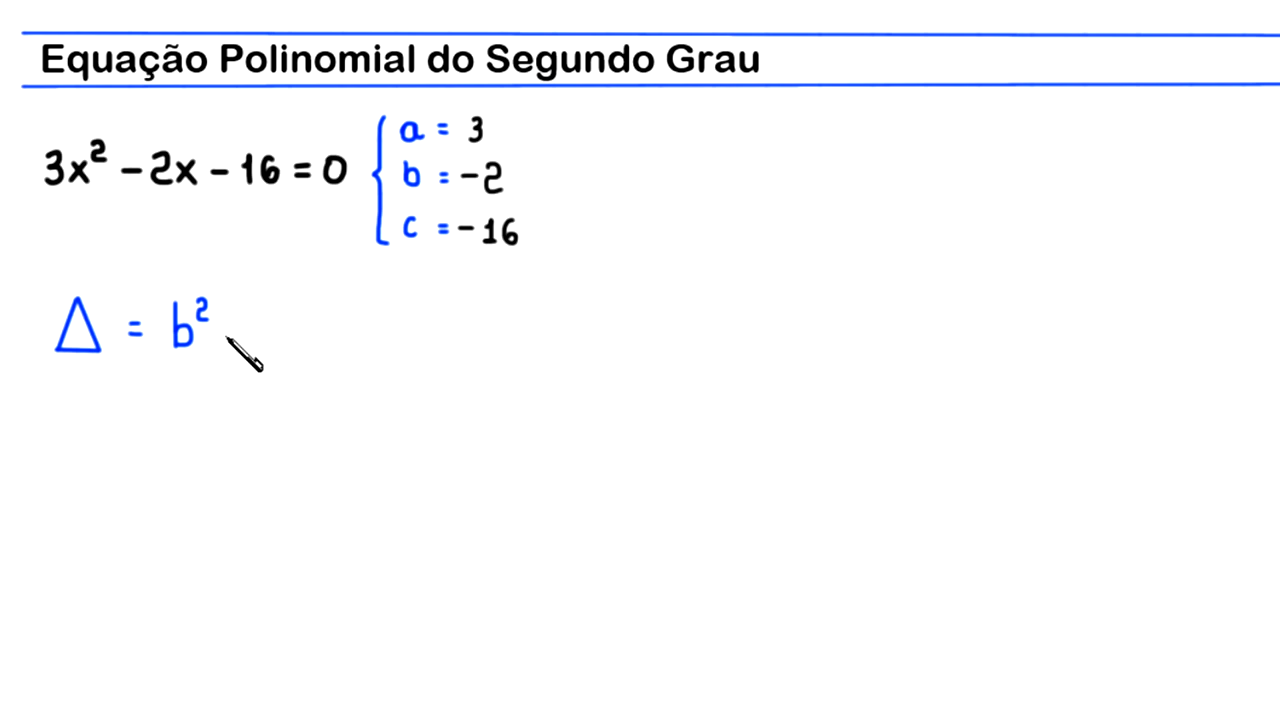 Equação Polinomial do Segundo Grau
3x² - 2x - 16 = 0
a = 3
b = -2
c = -16
Δ = b²